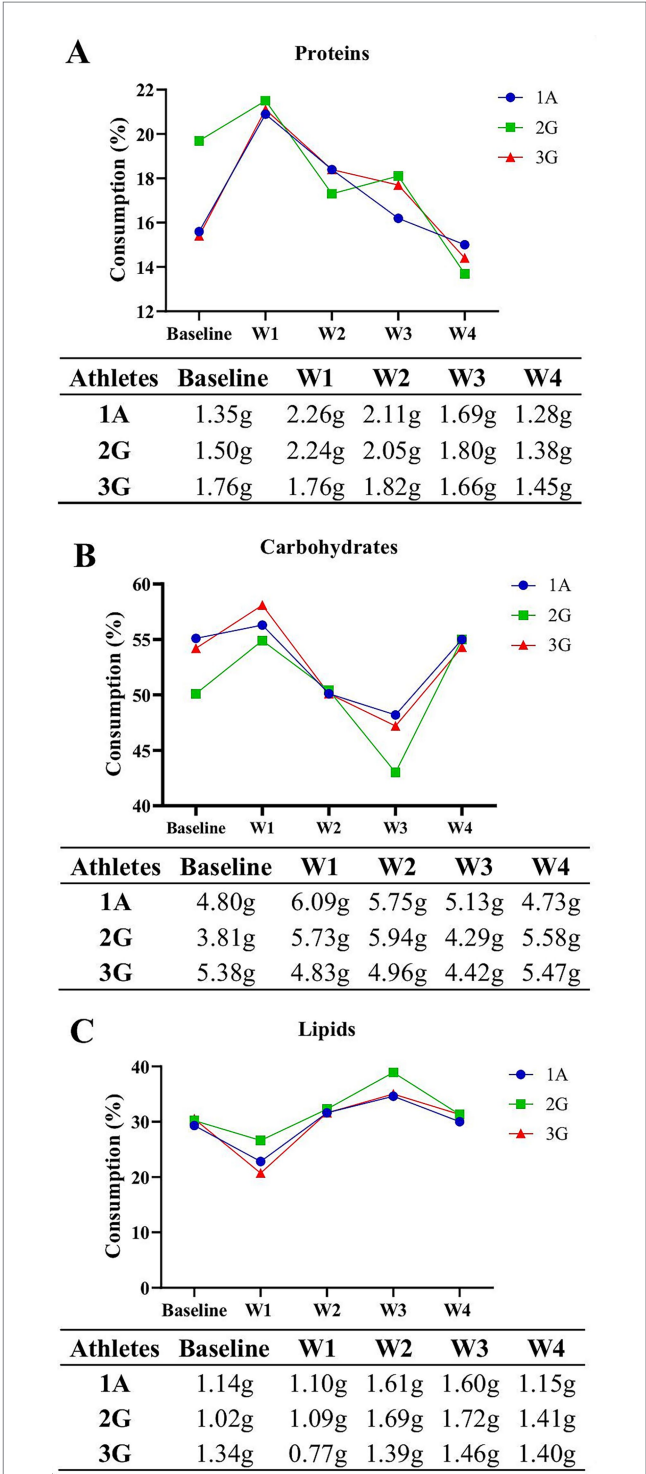 A
Proteins
Consumption (%)
22
20
18
16
14
12
Baseline W1 W2 W3 W4
1A
2G
3G
Athletes Baseline W1 W2 W3 W4
1A 1.35g 2.26g 2.11g 1.69g 1.28g
2G 1.50g 2.24g 2.05g 1.80g 1.38g
3G 1.76g 1.76g 1.82g 1.66g 1.45g
B
Carbohydrates
Consumption (%)
60
55
50
45
40
Baseline W1 W2 W3 W4
1A
2G
3G
Athletes Baseline W1 W2 W3 W4
1A 4.80g 6.09g 5.75g 5.13g 4.73g
2G 3.81g 5.73g 5.94g 4.29g 5.58g
3G 5.38g 4.83g 4.96g 4.42g 5.47g
C
Lipids
Consumption (%)
40
30
20
10
0
Baseline W1 W2 W3 W4
1A
2G
3G
Athletes Baseline W1 W2 W3 W4
1A 1.14g 1.10g 1.61g 1.60g 1.15g
2G 1.02g 1.09g 1.69g 1.72g 1.41g
3G 1.34g 0.77g 1.39g 1.46g 1.40g